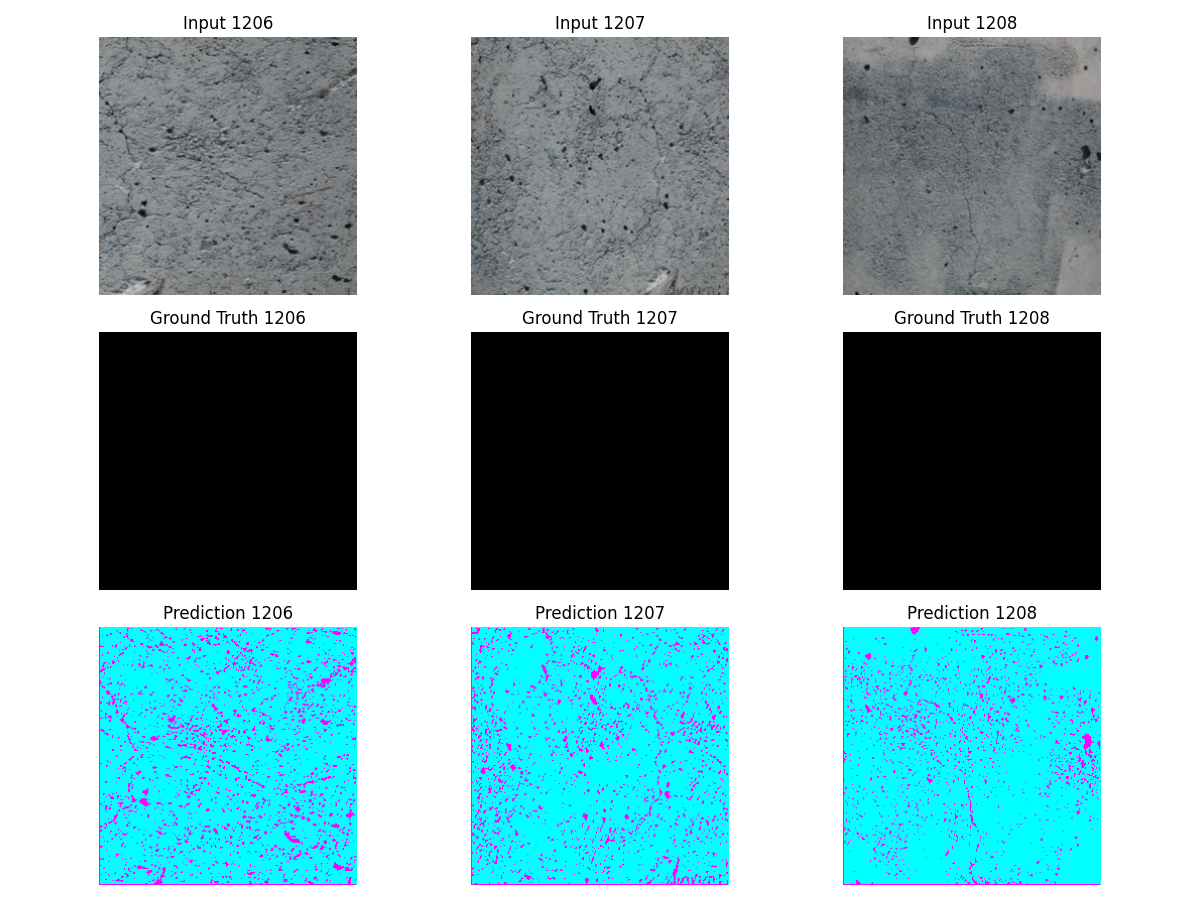 Input 1206
Input 1207
Input 1208
Ground Truth 1206
Ground Truth 1207
Ground Truth 1208
Prediction 1206
Prediction 1207
Prediction 1208